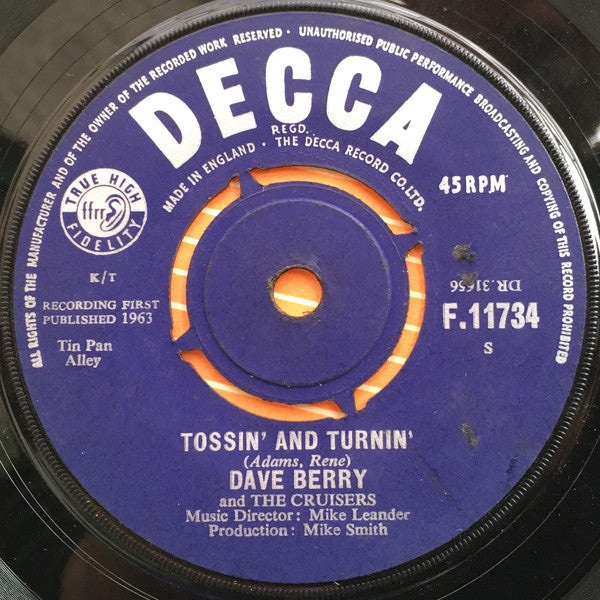 ALL RIGHTS OF THE MANUFACTURER AND OF THE OWNER OF THE RECORDED WORK RESERVED · UNAUTHORISED PUBLIC PERFORMANCE BROADCASTING AND COPYING OF THIS RECORD PROHIBITED
DECCA
REGD.
MADE IN ENGLAND · THE DECCA RECORD CO. LTD.
TRUE HIGH
ffrr
FIDELITY
45 RPM
K/T
DR.31656
RECORDING FIRST
PUBLISHED 1963
F.11734
S
Tin Pan
Alley
TOSSIN' AND TURNIN'
(Adams, Rene)
DAVE BERRY
and THE CRUISERS
Music Director: Mike Leander
Production: Mike Smith